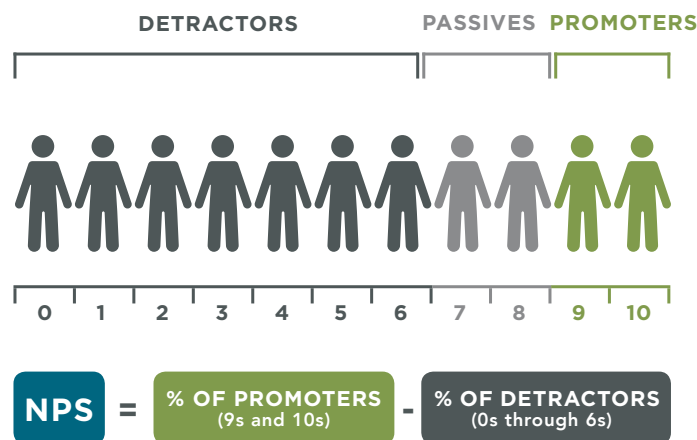 DETRACTORS PASSIVES PROMOTERS
0 1 2 3 4 5 6 7 8 9 10
NPS = % OF PROMOTERS - % OF DETRACTORS
(9s and 10s) (0s through 6s)